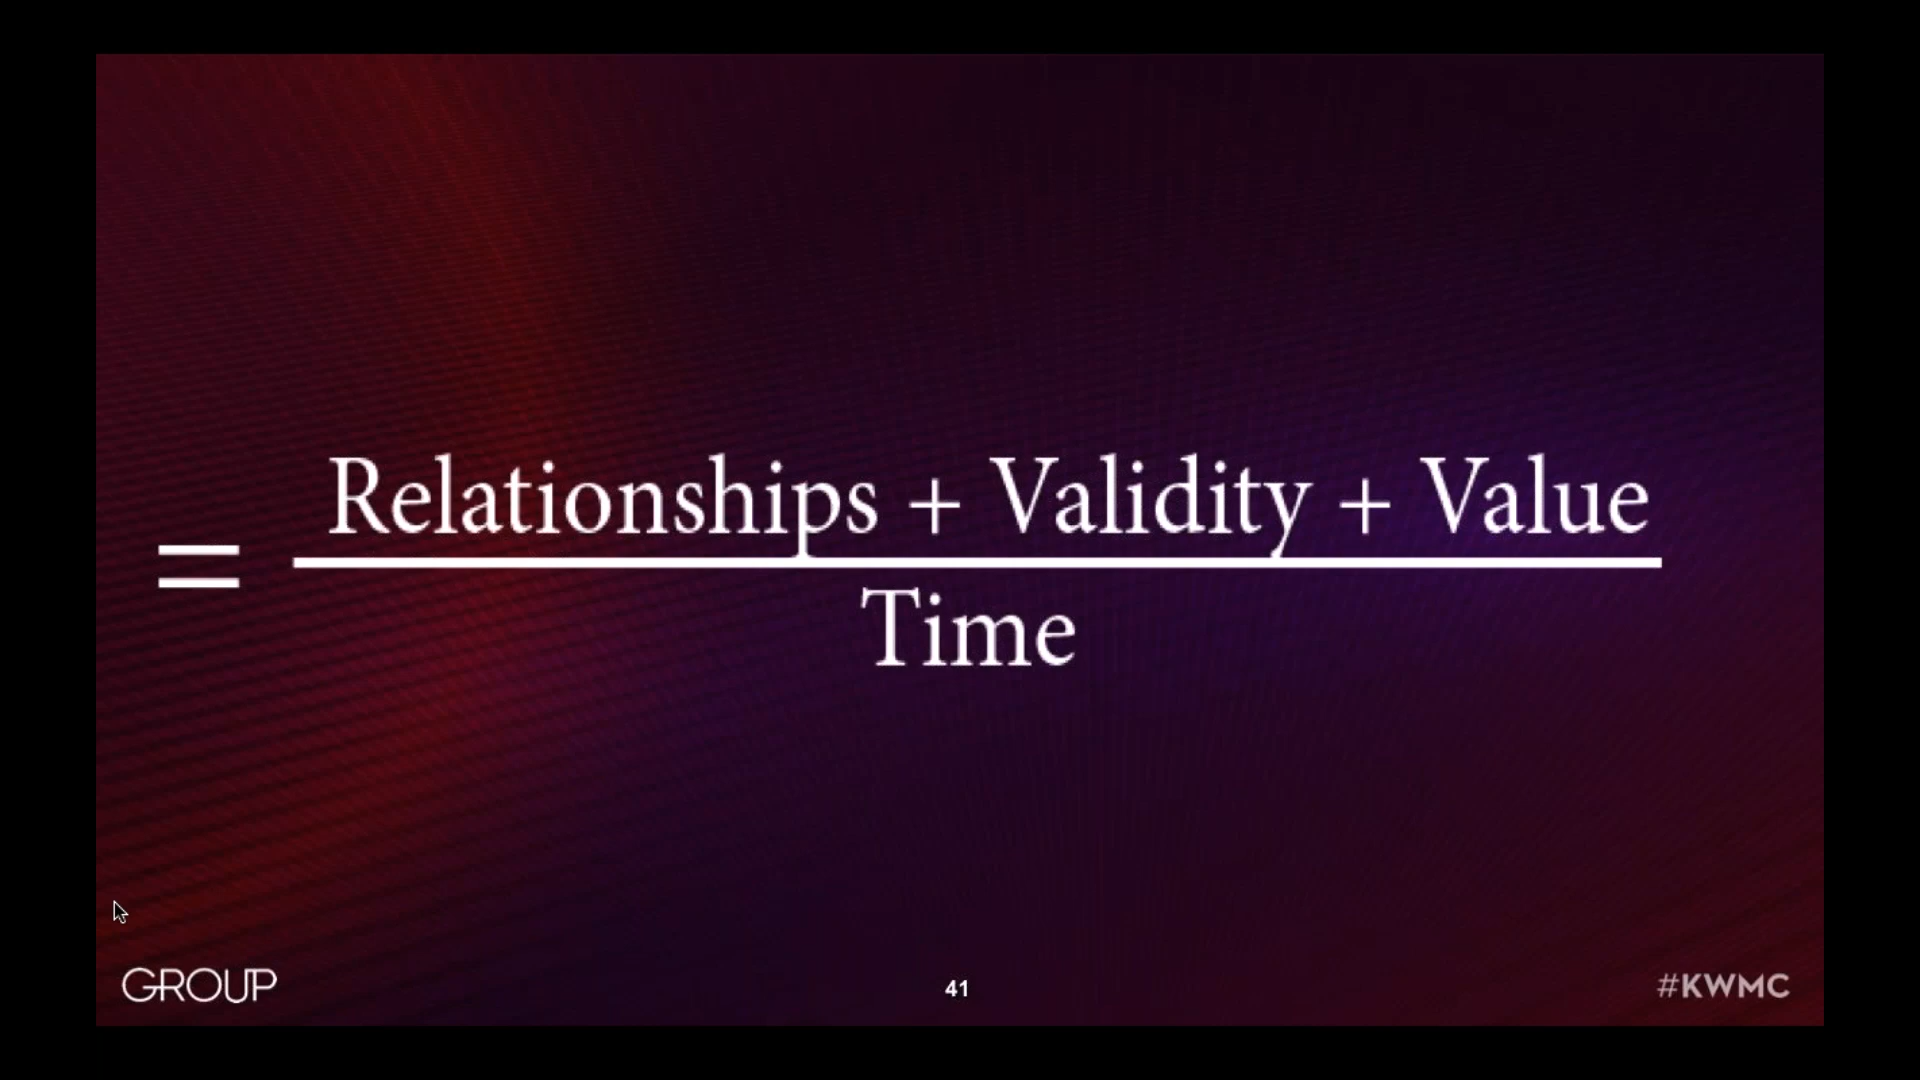 Relationships + Validity + Value
=
Time
GROUP
41
#KWMC